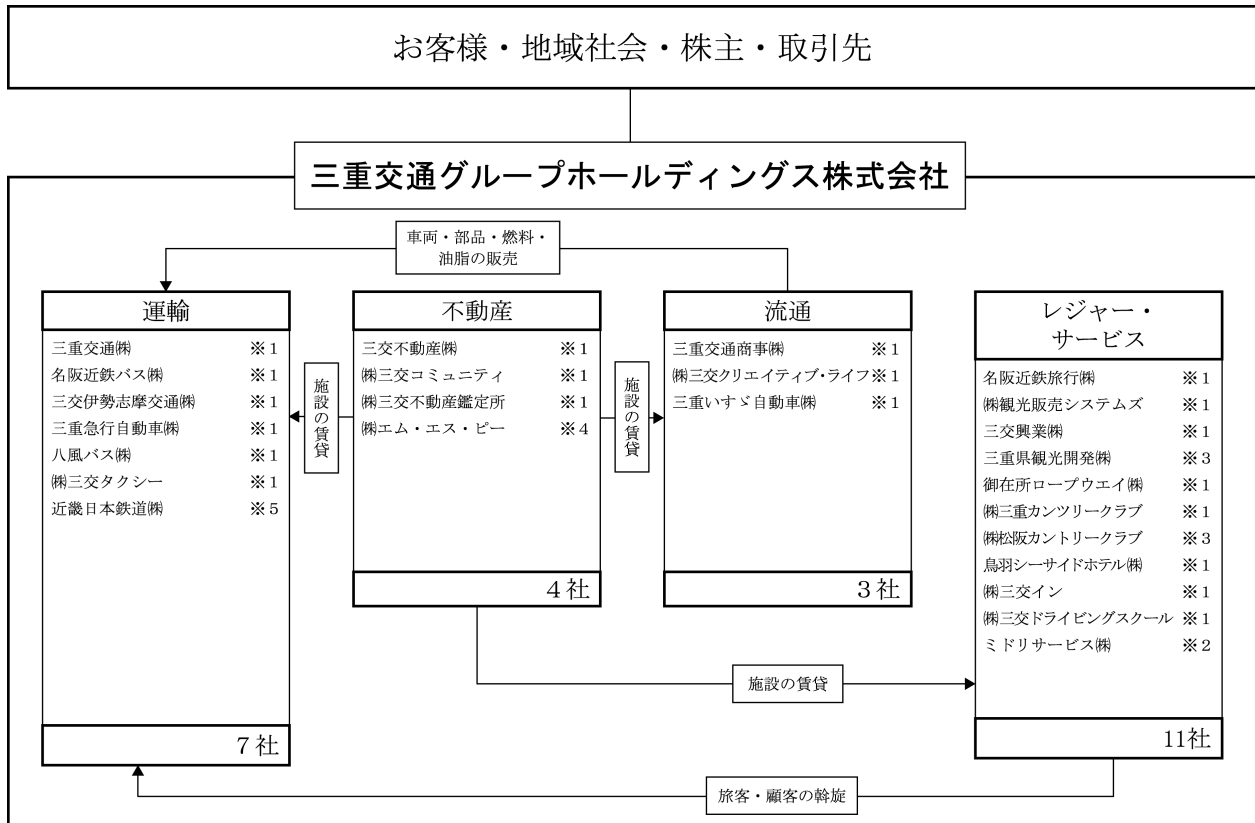 お客様・地域社会・株主・取引先
三重交通グループホールディングス株式会社
車両・部品・燃料・
油脂の販売
運輸
三重交通㈱ ※1
名阪近鉄バス㈱ ※1
三交伊勢志摩交通㈱ ※1
三重急行自動車㈱ ※1
八風バス㈱ ※1
㈱三交タクシー ※1
近畿日本鉄道㈱ ※5
7社
施設の賃貸
不動産
三交不動産㈱ ※1
㈱三交コミュニティ ※1
㈱三交不動産鑑定所 ※1
㈱エム・エス・ピー ※4
4社
施設の賃貸
流通
三重交通商事㈱ ※1
㈱三交クリエイティブ・ライフ※1
三重いすゞ自動車㈱ ※1
3社
レジャー・
サービス
名阪近鉄旅行㈱ ※1
㈱観光販売システムズ ※1
三交興業㈱ ※1
三重県観光開発㈱ ※3
御在所ロープウエイ㈱ ※1
㈱三重カンツリークラブ ※1
㈱松阪カントリークラブ ※3
鳥羽シーサイドホテル㈱ ※1
㈱三交イン ※1
㈱三交ドライビングスクール ※1
ミドリサービス㈱ ※2
11社
施設の賃貸
旅客・顧客の斡旋